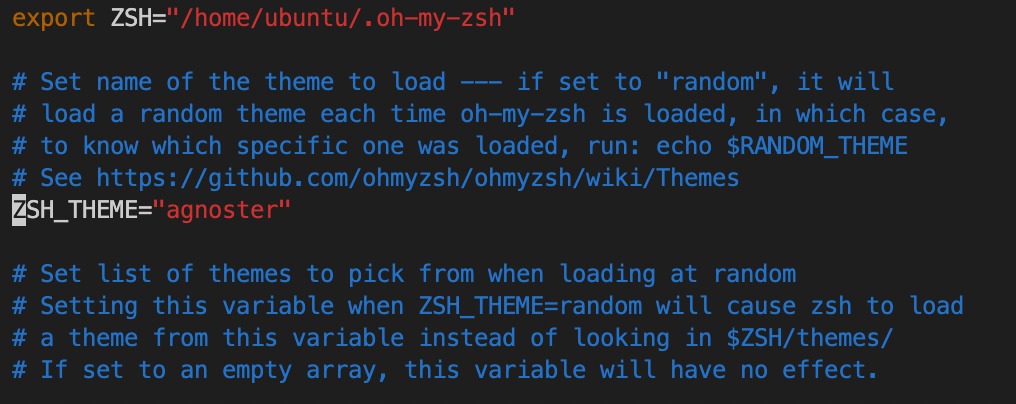 export ZSH="/home/ubuntu/.oh-my-zsh"
# Set name of the theme to load --- if set to "random", it will
# load a random theme each time oh-my-zsh is loaded, in which case,
# to know which specific one was loaded, run: echo $RANDOM_THEME
# See https://github.com/ohmyzsh/ohmyzsh/wiki/Themes
ZSH_THEME="agnoster"
# Set list of themes to pick from when loading at random
# Setting this variable when ZSH_THEME=random will cause zsh to load
# a theme from this variable instead of looking in $ZSH/themes/
# If set to an empty array, this variable will have no effect.